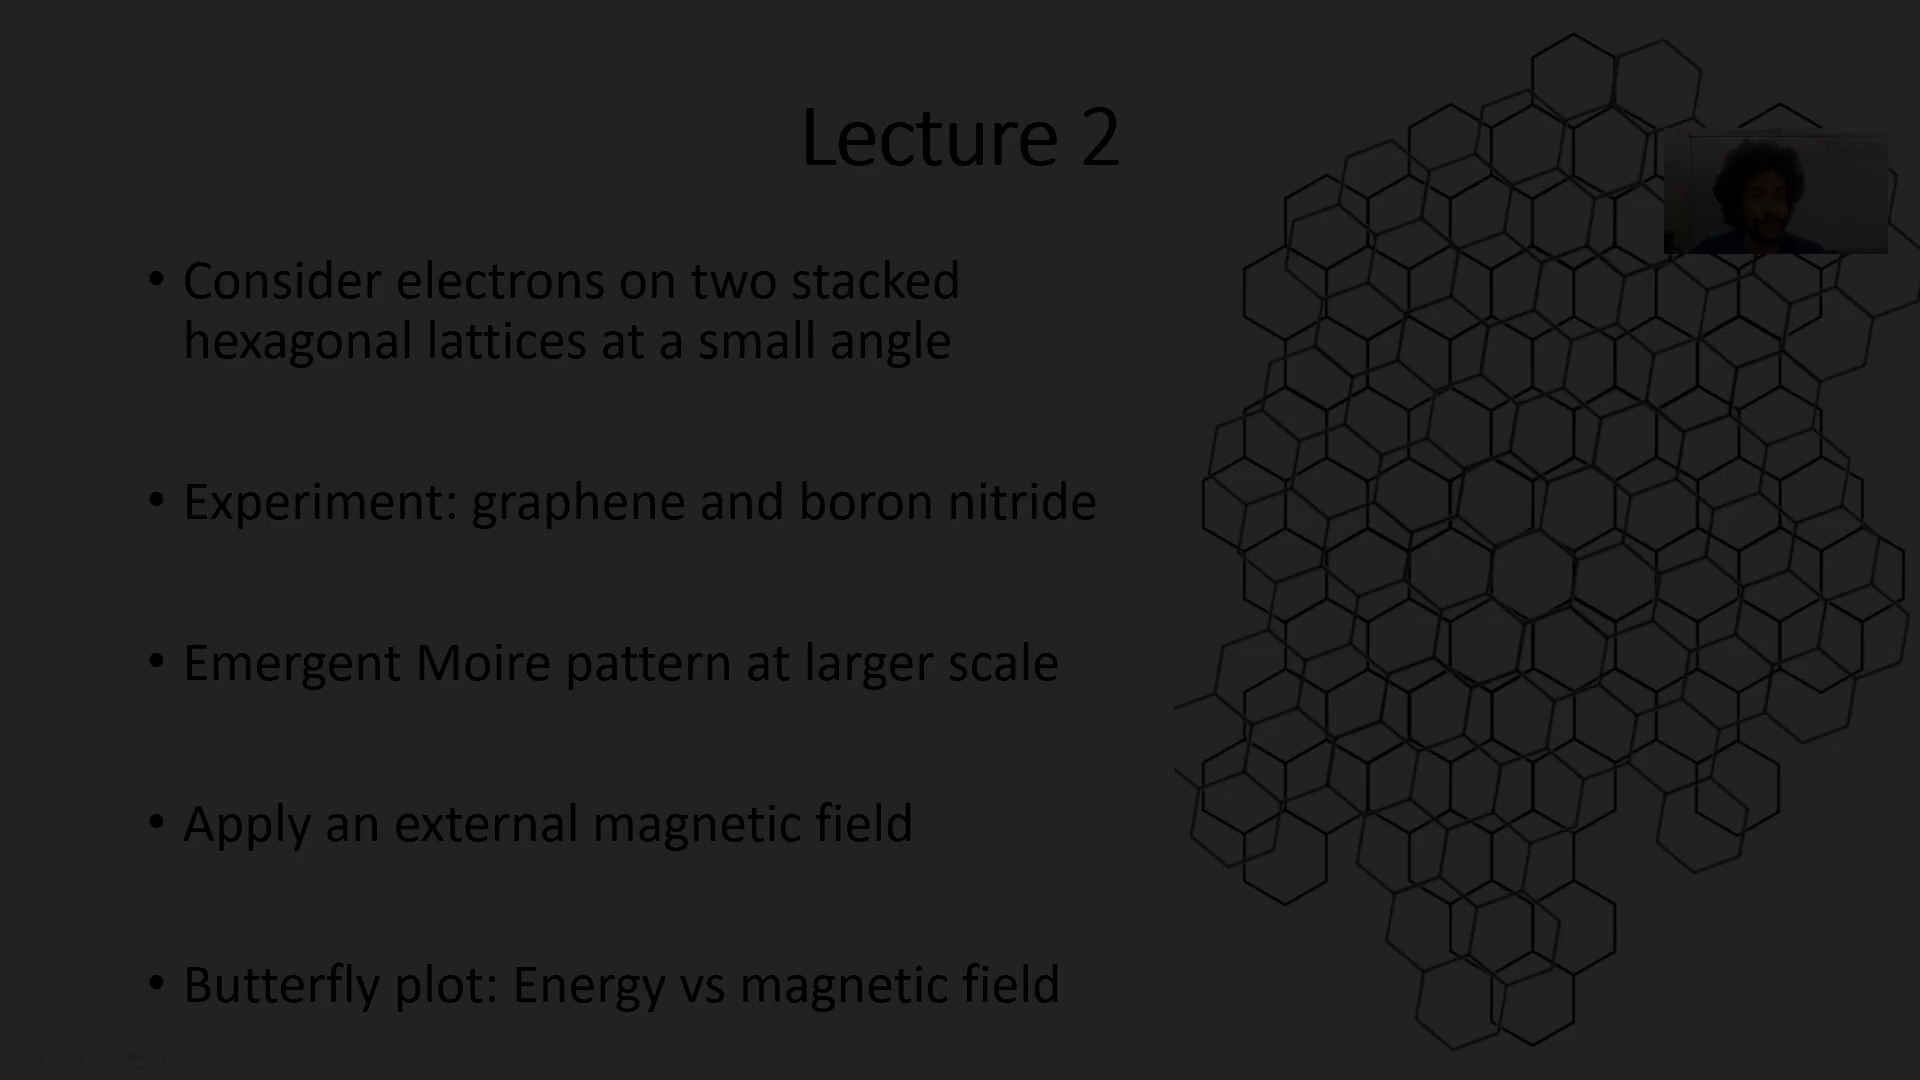 Lecture 2
• Consider electrons on two stacked
hexagonal lattices at a small angle
• Experiment: graphene and boron nitride
• Emergent Moire pattern at larger scale
• Apply an external magnetic field
• Butterfly plot: Energy vs magnetic field